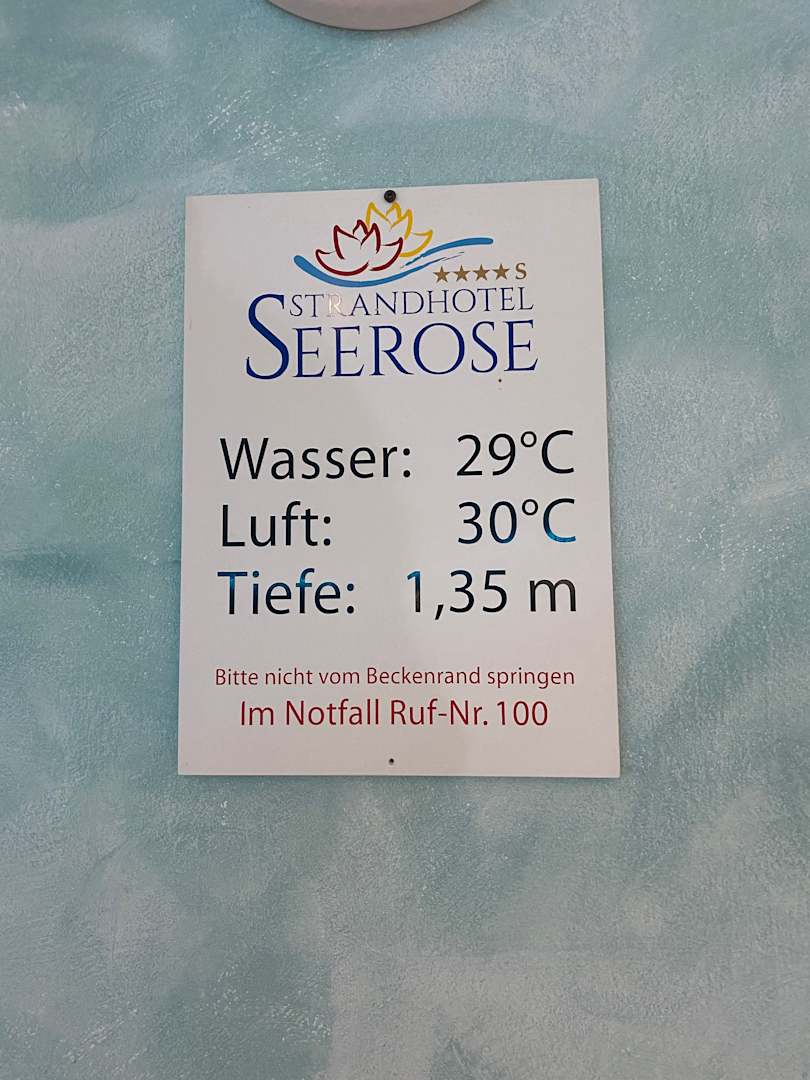 ★★★★S
STRANDHOTEL
SEEROSE
Wasser: 29°C
Luft: 30°C
Tiefe: 1,35 m
Bitte nicht vom Beckenrand springen
Im Notfall Ruf-Nr. 100